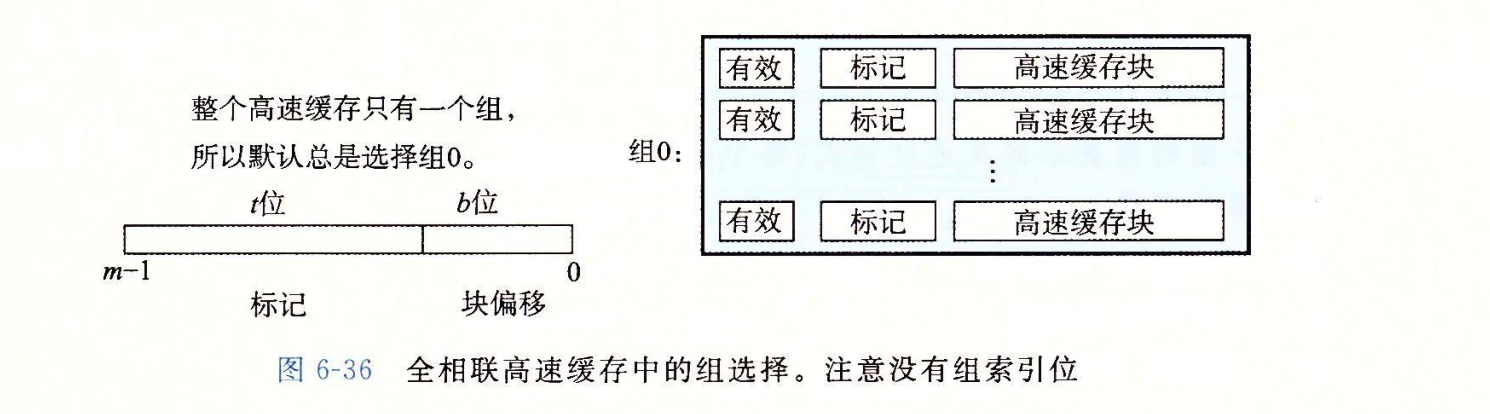 整个高速缓存只有一个组，
所以默认总是选择组0。
t位 b位
m-1 0
标记 块偏移
组0：
有效 标记 高速缓存块
有效 标记 高速缓存块
⋮
有效 标记 高速缓存块
图 6-36 全相联高速缓存中的组选择。注意没有组索引位